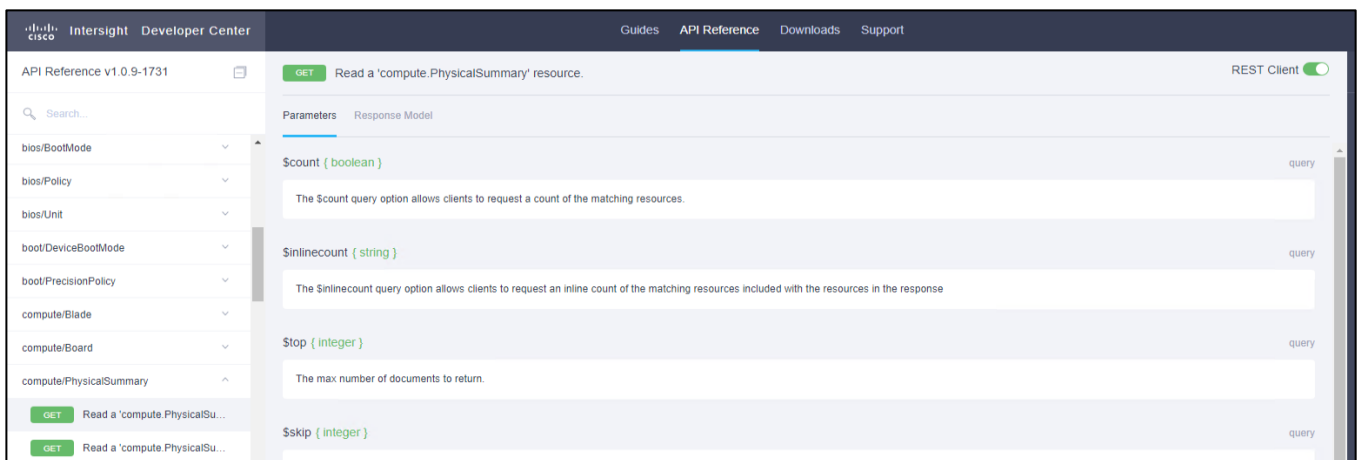 cisco Intersight Developer Center
Guides API Reference Downloads Support
API Reference v1.0.9-1731
Search...
bios/BootMode
bios/Policy
bios/Unit
boot/DeviceBootMode
boot/PrecisionPolicy
compute/Blade
compute/Board
compute/PhysicalSummary
GET Read a 'compute.PhysicalSu...
GET Read a 'compute.PhysicalSu...
GET Read a 'compute.PhysicalSummary' resource.
REST Client
Parameters Response Model
$count { boolean } query
The $count query option allows clients to request a count of the matching resources.
$inlinecount { string } query
The $inlinecount query option allows clients to request an inline count of the matching resources included with the resources in the response
$top { integer } query
The max number of documents to return.
$skip { integer } query